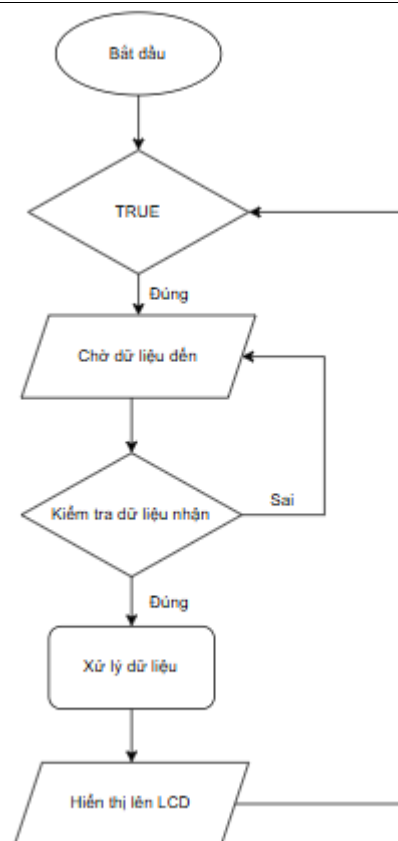 Bắt đầu
TRUE
Đúng
Chờ dữ liệu đến
Kiểm tra dữ liệu nhận
Sai
Đúng
Xử lý dữ liệu
Hiển thị lên LCD